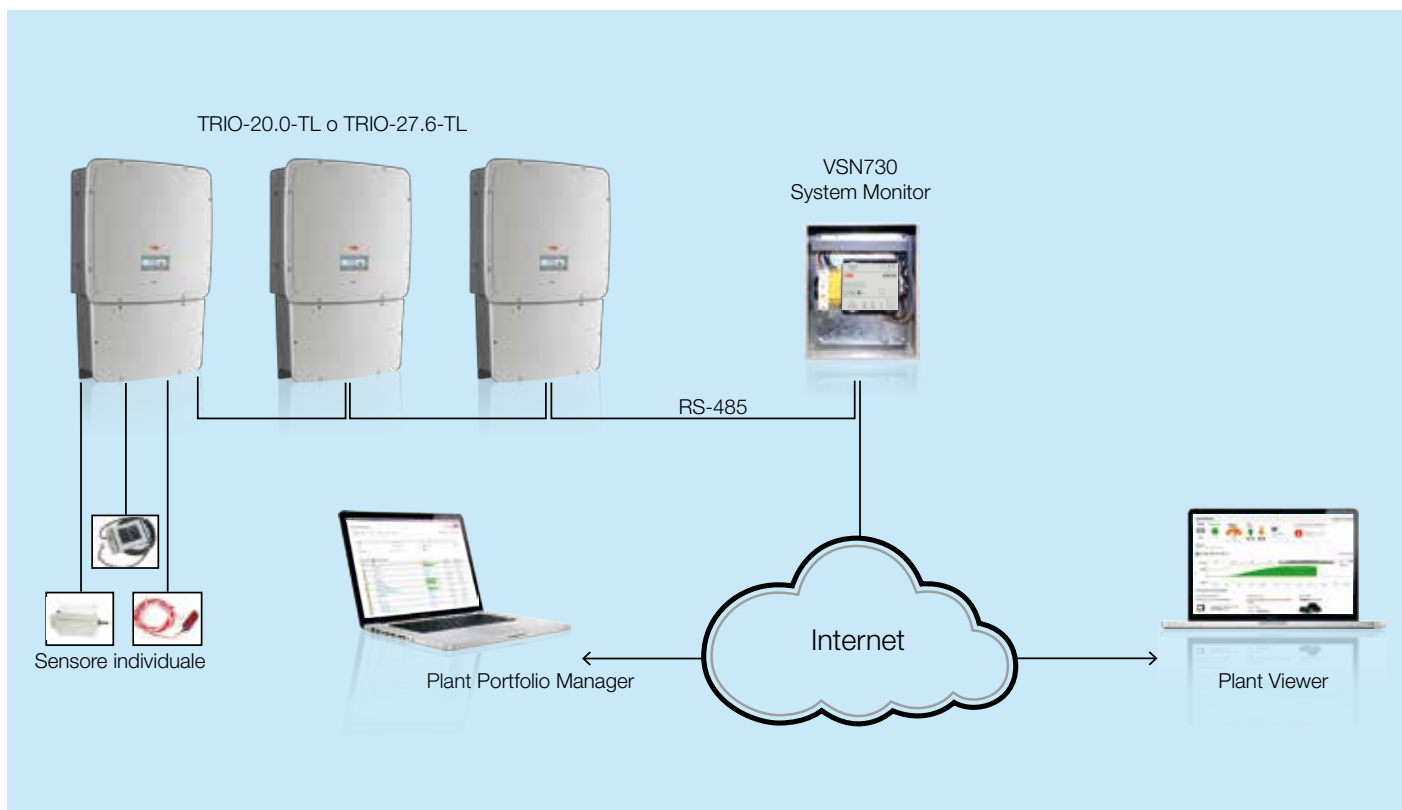 TRIO-20.0-TL o TRIO-27.6-TL
VSN730
System Monitor
RS-485
Sensore individuale
Plant Portfolio Manager
Internet
Plant Viewer